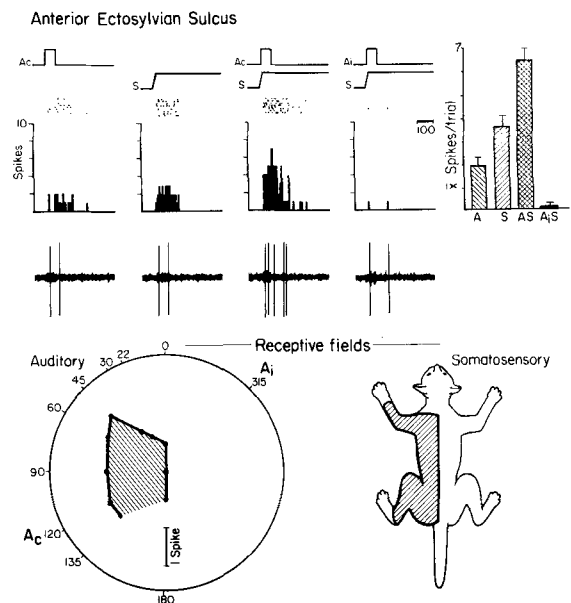 Anterior Ectosylvian Sulcus
Ac
S
Ac
S
Ai
S
10
Spikes
100
7
x̄ Spikes/trial
A S AS AiS
Receptive fields
Auditory
Somatosensory
0
22
30
45
60
90
120
135
180
315
Ai
Ac
1 Spike